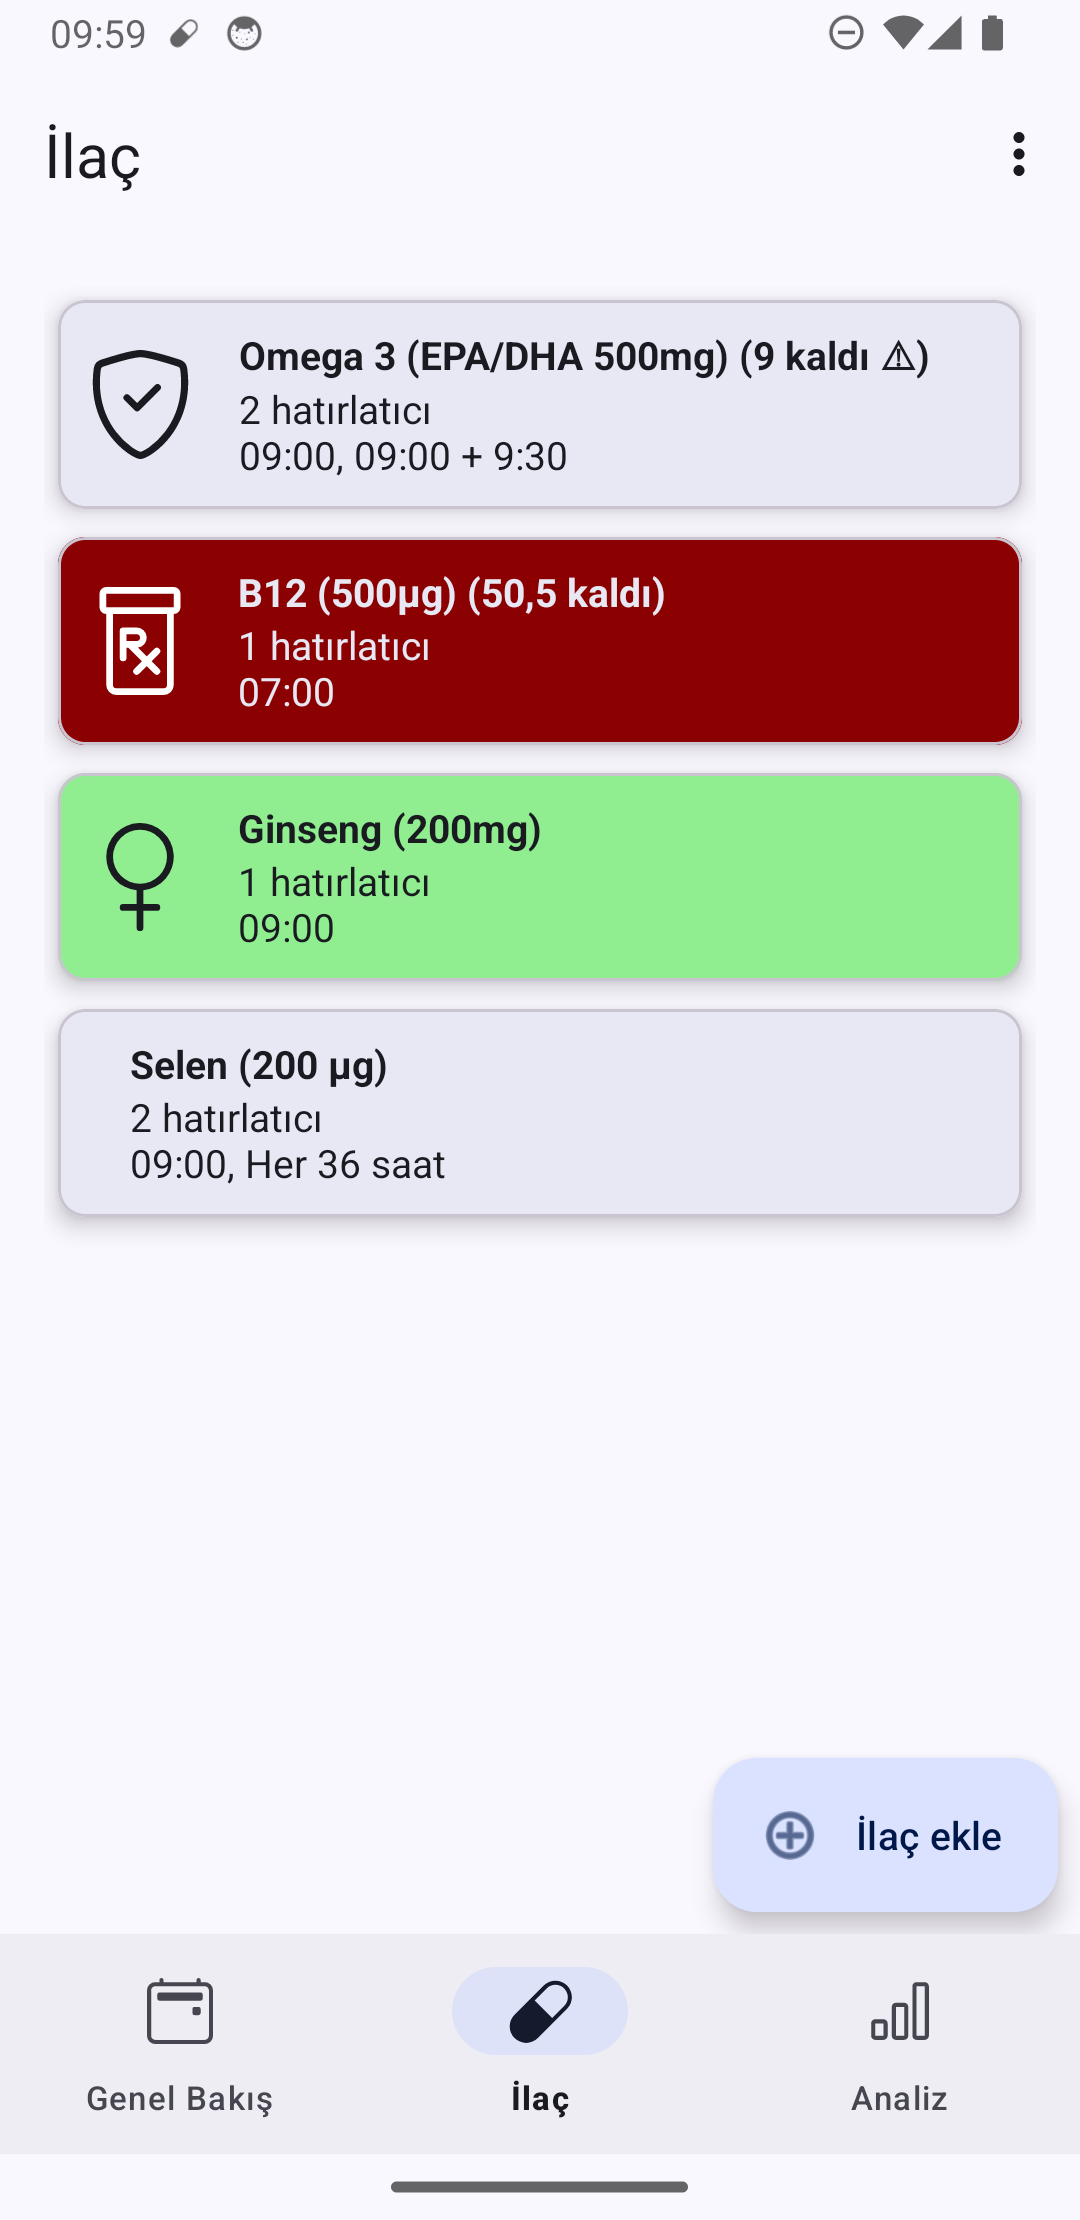 09:59
İlaç
Omega 3 (EPA/DHA 500mg) (9 kaldı ⚠)
2 hatırlatıcı
09:00, 09:00 + 9:30
B12 (500µg) (50,5 kaldı)
1 hatırlatıcı
07:00
Ginseng (200mg)
1 hatırlatıcı
09:00
Selen (200 µg)
2 hatırlatıcı
09:00, Her 36 saat
İlaç ekle
Genel Bakış
İlaç
Analiz